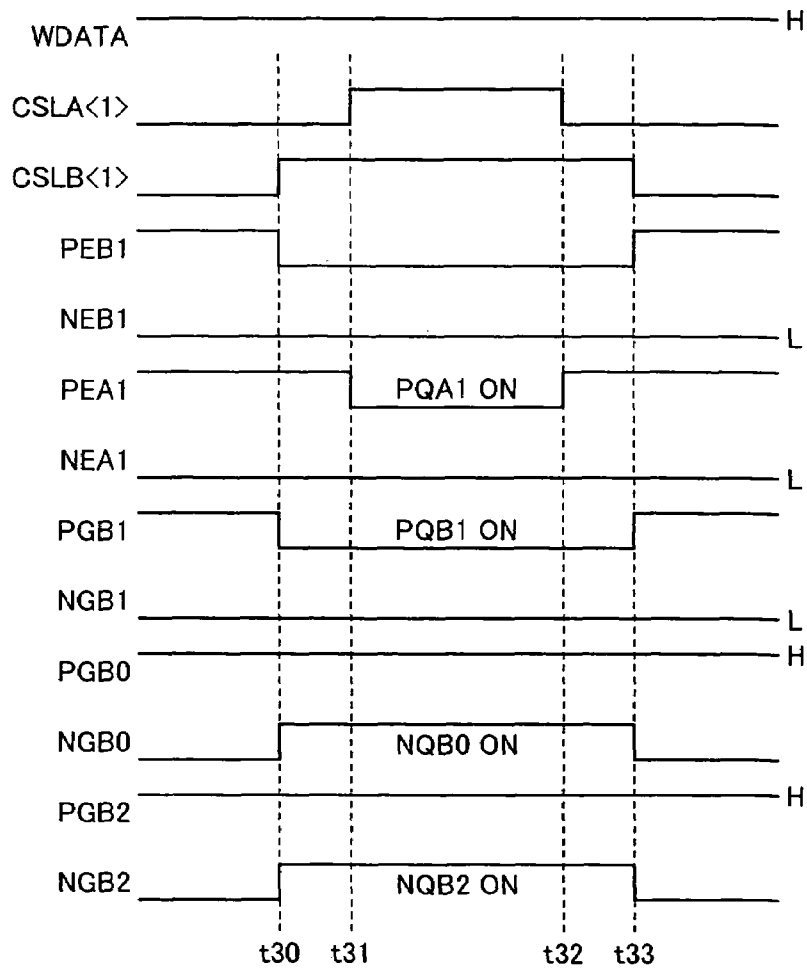 WDATA H
CSLA<1>
CSLB<1>
PEB1
NEB1 L
PEA1 PQA1 ON
NEA1 L
PGB1 PQB1 ON
NGB1 L
PGB0 H
NGB0 NQB0 ON
PGB2 H
NGB2 NQB2 ON
t30 t31 t32 t33